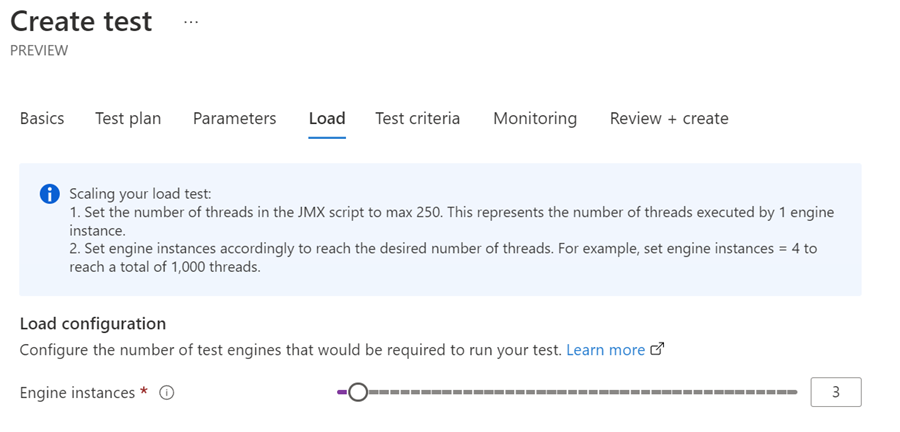 Create test ...
PREVIEW
Basics Test plan Parameters Load Test criteria Monitoring Review + create
Scaling your load test:
1. Set the number of threads in the JMX script to max 250. This represents the number of threads executed by 1 engine
instance.
2. Set engine instances accordingly to reach the desired number of threads. For example, set engine instances = 4 to
reach a total of 1,000 threads.
Load configuration
Configure the number of test engines that would be required to run your test. Learn more
Engine instances * 3